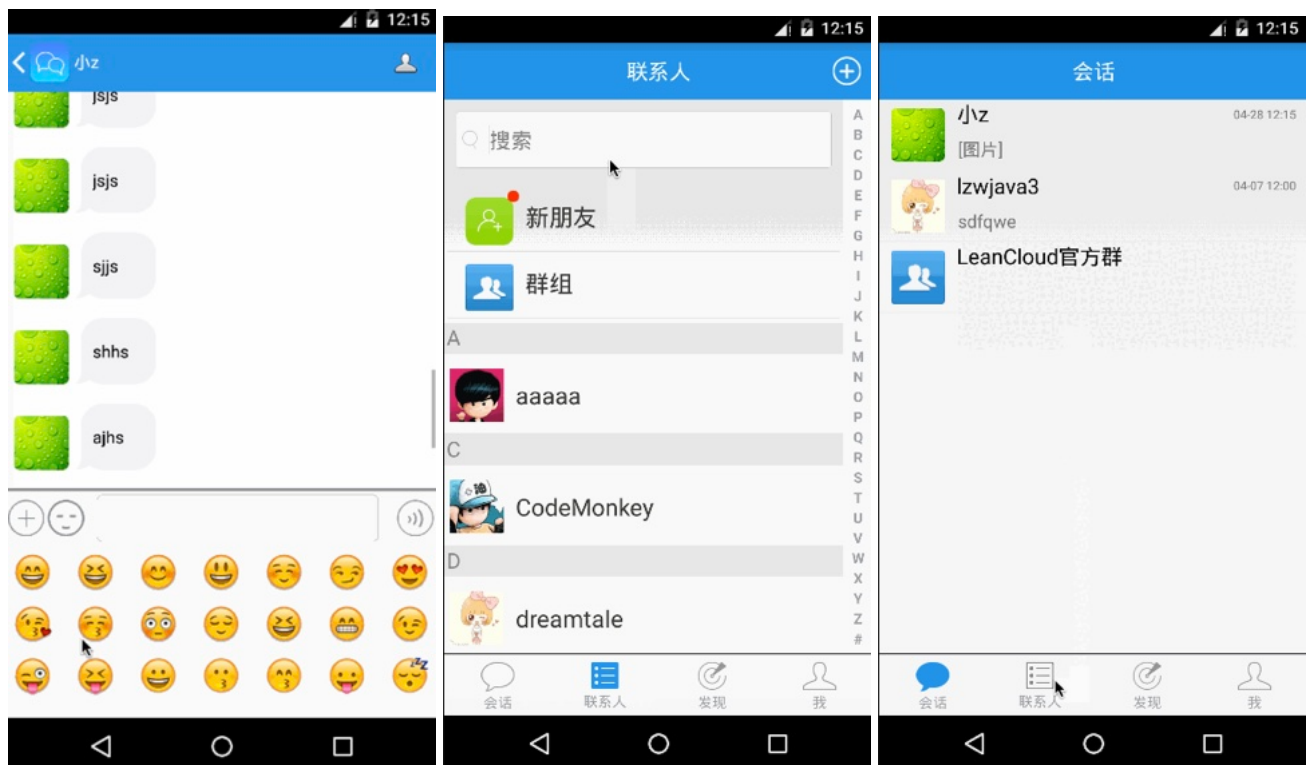 12:15
小z
jsjs
jsjs
sjjs
shhs
ajhs
12:15
联系人
搜索
新朋友
群组
A
aaaaa
C
CodeMonkey
D
dreamtale
A
B
C
D
E
F
G
H
I
J
K
L
M
N
O
P
Q
R
S
T
U
V
W
X
Y
Z
#
会话
联系人
发现
我
12:15
会话
小z
04-28 12:15
[图片]
lzwjava3
04-07 12:00
sdfqwe
LeanCloud官方群
会话
联系人
发现
我